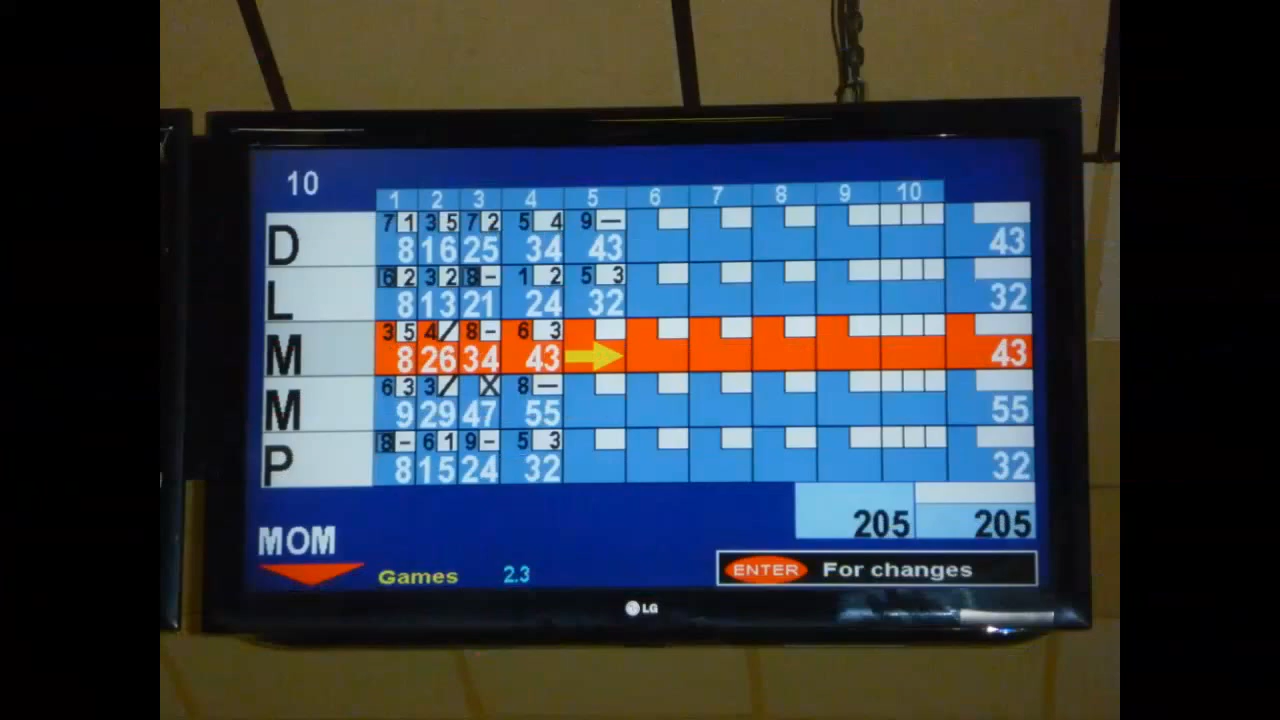 10
1 2 3 4 5 6 7 8 9 10
D 7 1 3 5 7 2 5 4 9 —
8 16 25 34 43 43
L 6 2 3 2 8 - 1 2 5 3
8 13 21 24 32 32
M 3 5 4 / 8 - 6 3
8 26 34 43 43
M 6 3 3 / X 8 —
9 29 47 55 55
P 8 - 6 1 9 - 5 3
8 15 24 32 32
205 205
MOM
Games 2.3 ENTER For changes
LG